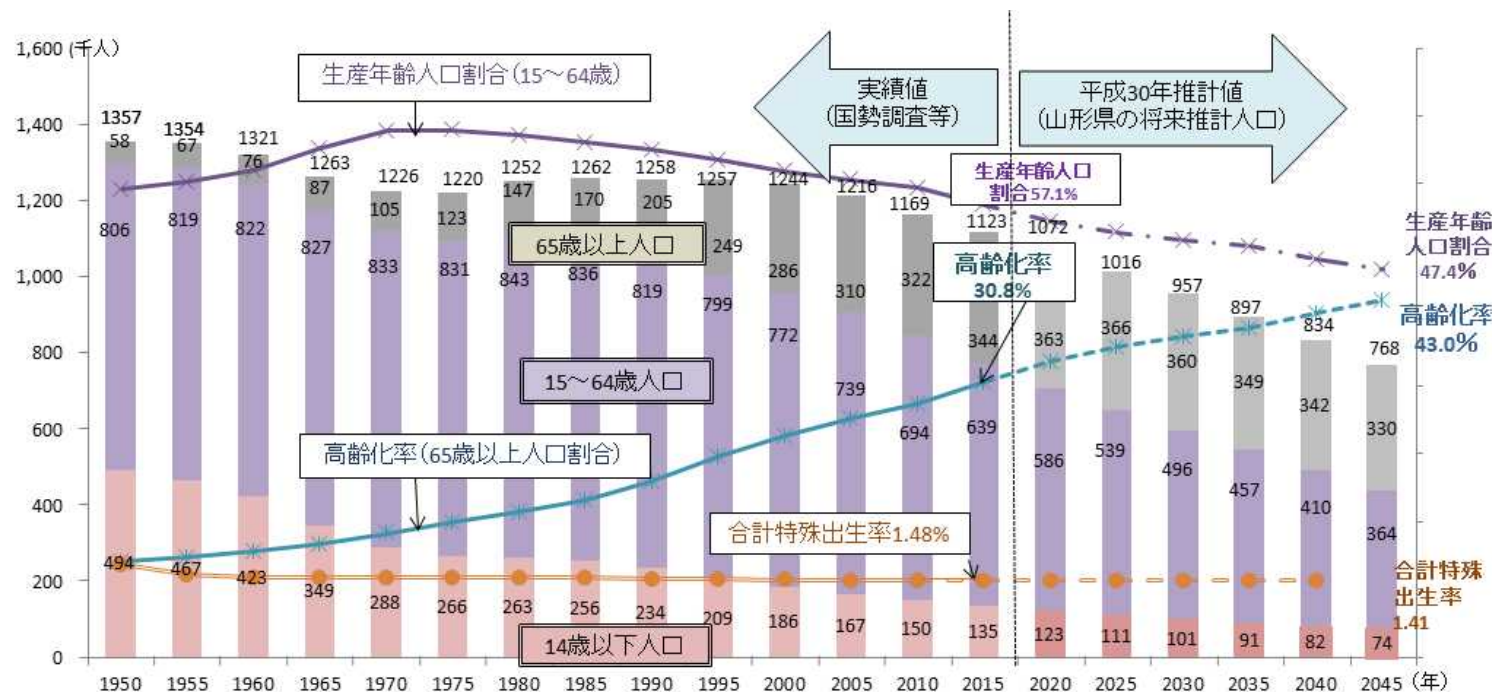 1,600 (千人)
1,400
1,200
1,000
800
600
400
200
0
生産年齢人口割合(15～64歳)
実績値
(国勢調査等)
平成30年推計値
(山形県の将来推計人口)
1357 1354 1321 1263 1226 1220 1252 1262 1258 1257 1244 1216 1169 1123 1072 1016 957 897 834 768
58 67 76 87 105 123 147 170 205 249 286 310 322 344 363 366 360 349 342 330
806 819 822 827 833 831 843 836 819 799 772 739 694 639 586 539 496 457 410 364
494 467 423 349 288 266 263 256 234 209 186 167 150 135 123 111 101 91 82 74
生産年齢人口
割合57.1%
65歳以上人口
高齢化率
30.8%
15～64歳人口
高齢化率(65歳以上人口割合)
合計特殊出生率1.48%
14歳以下人口
生産年齢
人口割合
47.4%
高齢化率
43.0%
合計特殊
出生率
1.41
1950 1955 1960 1965 1970 1975 1980 1985 1990 1995 2000 2005 2010 2015 2020 2025 2030 2035 2040 2045 (年)